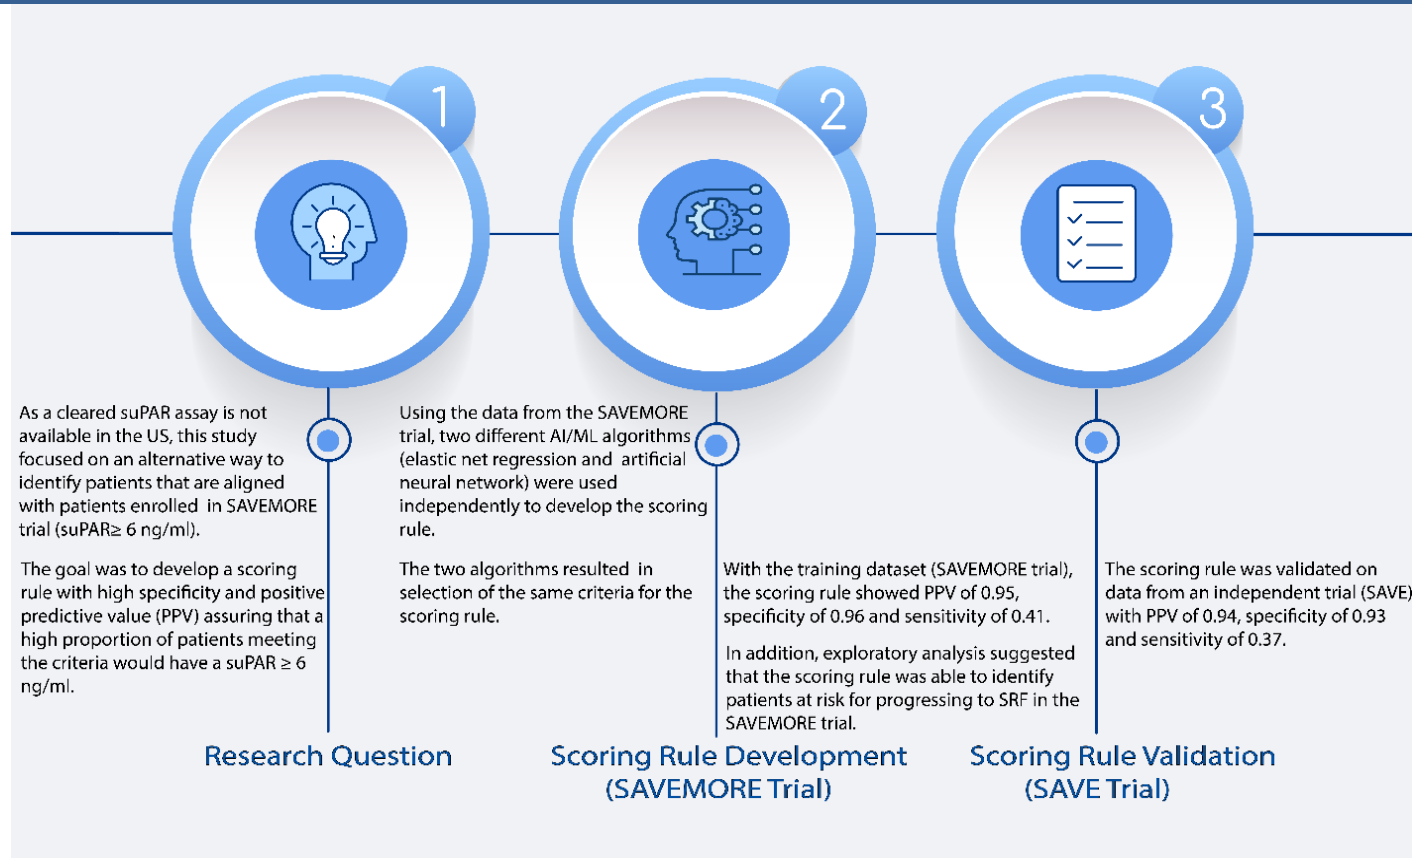 1
As a cleared suPAR assay is not
available in the US, this study
focused on an alternative way to
identify patients that are aligned
with patients enrolled in SAVEMORE
trial (suPAR≥ 6 ng/ml).
The goal was to develop a scoring
rule with high specificity and positive
predictive value (PPV) assuring that a
high proportion of patients meeting
the criteria would have a suPAR ≥ 6
ng/ml.
Research Question
2
Using the data from the SAVEMORE
trial, two different AI/ML algorithms
(elastic net regression and artificial
neural network) were used
independently to develop the scoring
rule.
The two algorithms resulted in
selection of the same criteria for the
scoring rule.
With the training dataset (SAVEMORE trial),
the scoring rule showed PPV of 0.95,
specificity of 0.96 and sensitivity of 0.41.
In addition, exploratory analysis suggested
that the scoring rule was able to identify
patients at risk for progressing to SRF in the
SAVEMORE trial.
Scoring Rule Development
(SAVEMORE Trial)
3
The scoring rule was validated on
data from an independent trial (SAVE)
with PPV of 0.94, specificity of 0.93
and sensitivity of 0.37.
Scoring Rule Validation
(SAVE Trial)